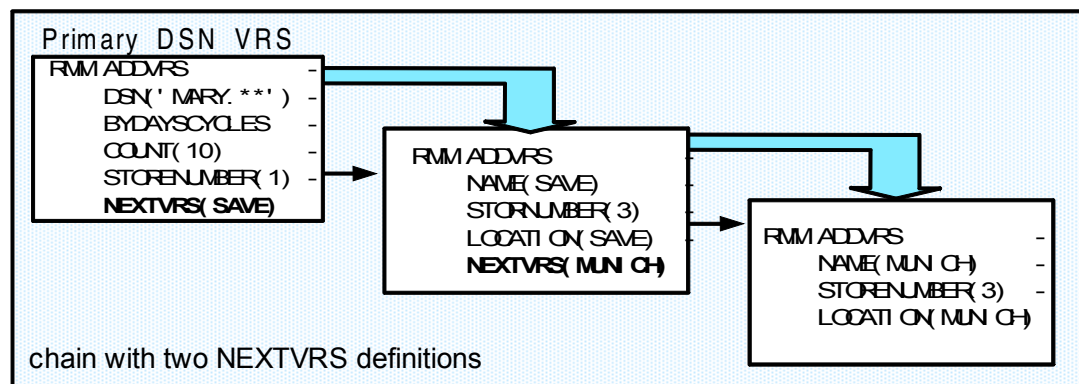 Primary DSN VRS
RMM ADDVRS -
DSN('MARY.**') -
BYDAYSCYCLES -
COUNT(10) -
STORENUMBER(1) -
NEXTVRS(SAVE)
RMM ADDVRS -
NAME(SAVE) -
STORNUMBER(3) -
LOCATION(SAVE) -
NEXTVRS(MUNICH)
RMM ADDVRS -
NAME(MUNICH) -
STORENUMBER(3) -
LOCATION(MUNICH)
chain with two NEXTVRS definitions